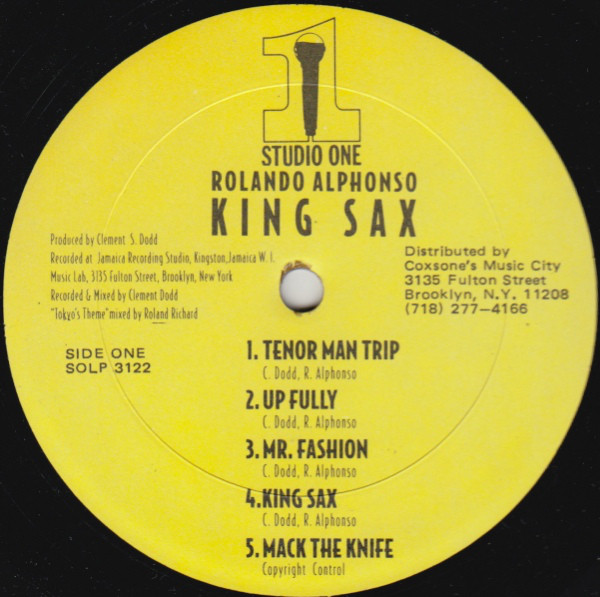 1
STUDIO ONE
ROLANDO ALPHONSO
KING SAX
Produced by Clement S. Dodd
Recorded at Jamaica Recording Studio, Kingston,Jamaica W. I.
Music Lab, 3135 Fulton Street, Brooklyn, New York
Recorded & Mixed by Clement Dodd
"Tokyo's Theme"mixed by Roland Richard
Distributed by
Coxsone's Music City
3135 Fulton Street
Brooklyn, N.Y. 11208
(718) 277-4166
SIDE ONE
SOLP 3122
1. TENOR MAN TRIP
C. Dodd, R. Alphonso
2. UP FULLY
C. Dodd, R. Alphonso
3. MR. FASHION
C. Dodd, R. Alphonso
4. KING SAX
C. Dodd, R. Alphonso
5. MACK THE KNIFE
Copyright Control